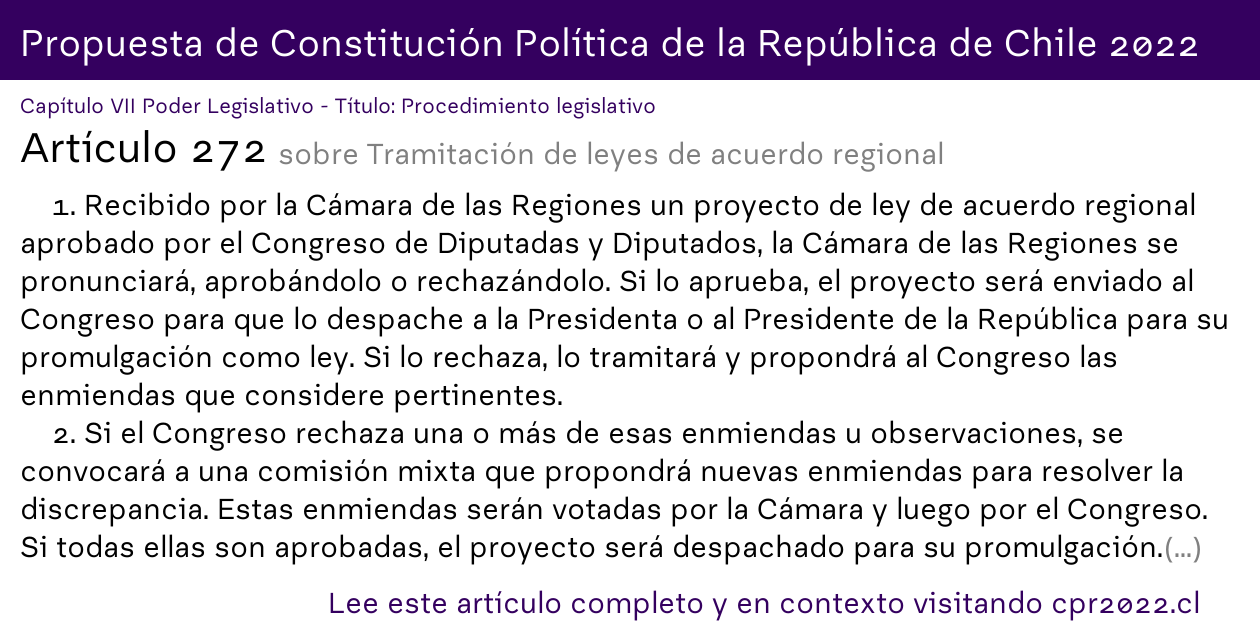 Propuesta de Constitución Política de la República de Chile 2022
Capítulo VII Poder Legislativo - Título: Procedimiento legislativo
Artículo 272 sobre Tramitación de leyes de acuerdo regional
1. Recibido por la Cámara de las Regiones un proyecto de ley de acuerdo regional
aprobado por el Congreso de Diputadas y Diputados, la Cámara de las Regiones se
pronunciará, aprobándolo o rechazándolo. Si lo aprueba, el proyecto será enviado al
Congreso para que lo despache a la Presidenta o al Presidente de la República para su
promulgación como ley. Si lo rechaza, lo tramitará y propondrá al Congreso las
enmiendas que considere pertinentes.
2. Si el Congreso rechaza una o más de esas enmiendas u observaciones, se
convocará a una comisión mixta que propondrá nuevas enmiendas para resolver la
discrepancia. Estas enmiendas serán votadas por la Cámara y luego por el Congreso.
Si todas ellas son aprobadas, el proyecto será despachado para su promulgación.(...)
Lee este artículo completo y en contexto visitando cpr2022.cl